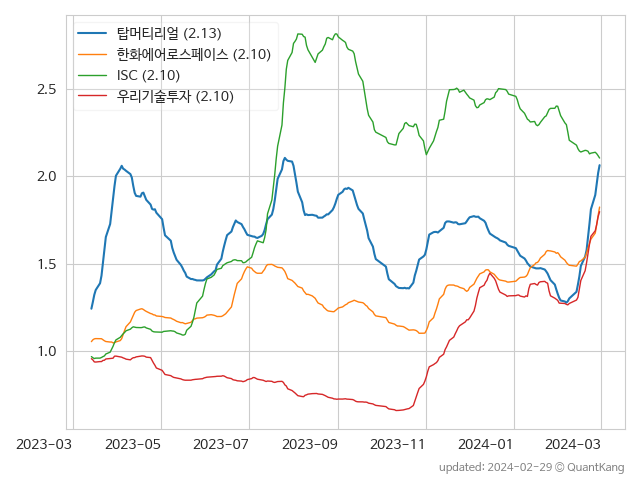 탑머티리얼 (2.13)
한화에어로스페이스 (2.10)
ISC (2.10)
우리기술투자 (2.10)
2.5
2.0
1.5
1.0
2023-03 2023-05 2023-07 2023-09 2023-11 2024-01 2024-03
updated: 2024-02-29 © QuantKang